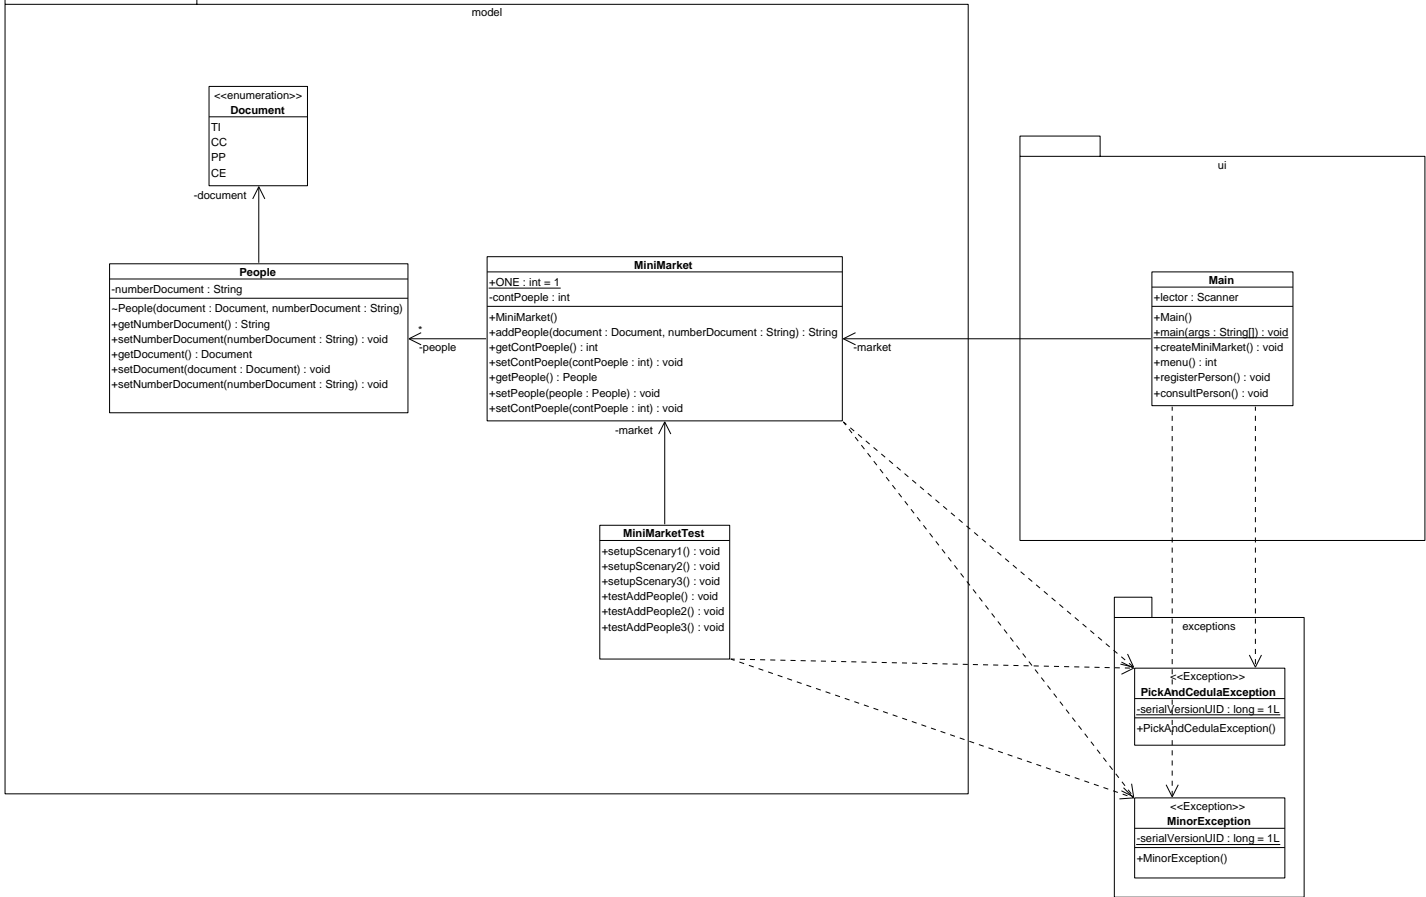 model
<<enumeration>>
Document
TI
CC
PP
CE
-document
People
-numberDocument : String
~People(document : Document, numberDocument : String)
+getNumberDocument() : String
+setNumberDocument(numberDocument : String) : void
+getDocument() : Document
+setDocument(document : Document) : void
+setNumberDocument(numberDocument : String) : void
*
-people
MiniMarket
+ONE : int = 1
-contPoeple : int
+MiniMarket()
+addPeople(document : Document, numberDocument : String) : String
+getContPoeple() : int
+setContPoeple(contPoeple : int) : void
+getPeople() : People
+setPeople(people : People) : void
+setContPoeple(contPoeple : int) : void
-market
-market
MiniMarketTest
+setupScenary1() : void
+setupScenary2() : void
+setupScenary3() : void
+testAddPeople() : void
+testAddPeople2() : void
+testAddPeople3() : void
ui
Main
+lector : Scanner
+Main()
+main(args : String[]) : void
+createMiniMarket() : void
+menu() : int
+registerPerson() : void
+consultPerson() : void
exceptions
<<Exception>>
PickAndCedulaException
-serialVersionUID : long = 1L
+PickAndCedulaException()
<<Exception>>
MinorException
-serialVersionUID : long = 1L
+MinorException()